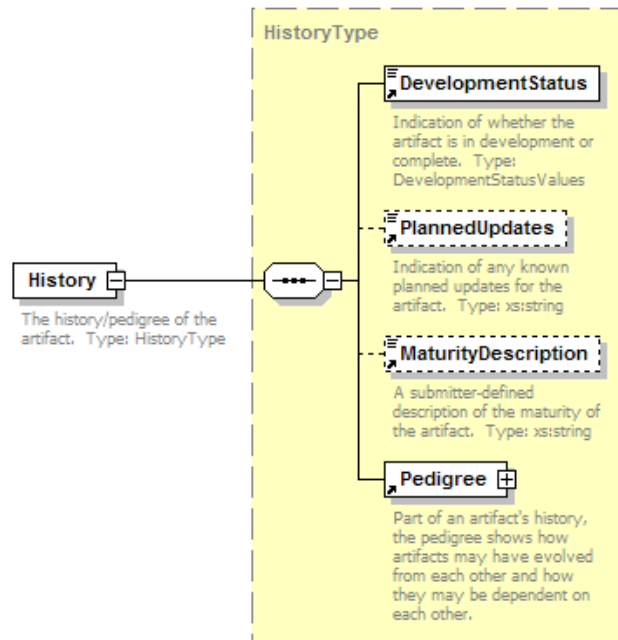 HistoryType
DevelopmentStatus
Indication of whether the
artifact is in development or
complete.  Type:
DevelopmentStatusValues
PlannedUpdates
Indication of any known
planned updates for the
artifact.  Type: xs:string
History
The history/pedigree of the
artifact.  Type: HistoryType
MaturityDescription
A submitter-defined
description of the maturity of
the artifact.  Type: xs:string
Pedigree
Part of an artifact's history,
the pedigree shows how
artifacts may have evolved
from each other and how
they may be dependent on
each other.